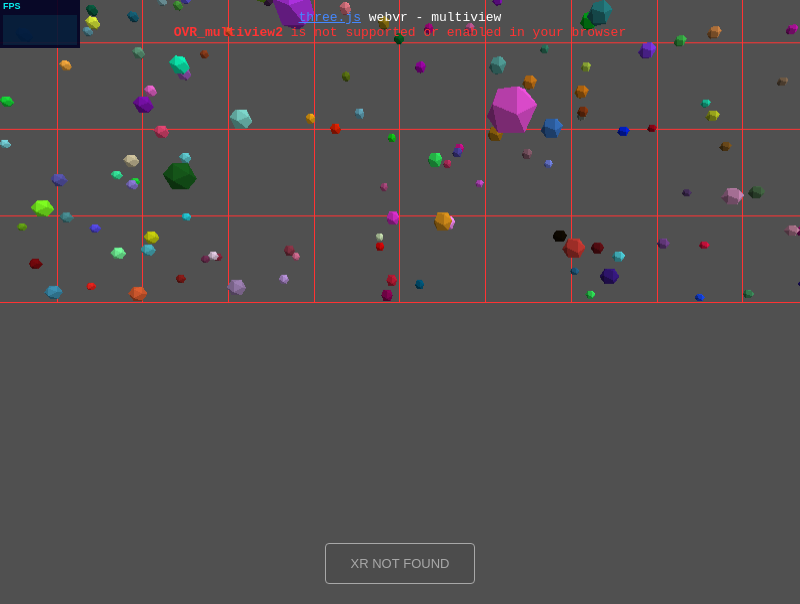 FPS
three.js webvr - multiview
OVR_multiview2 is not supported or enabled in your browser
XR NOT FOUND